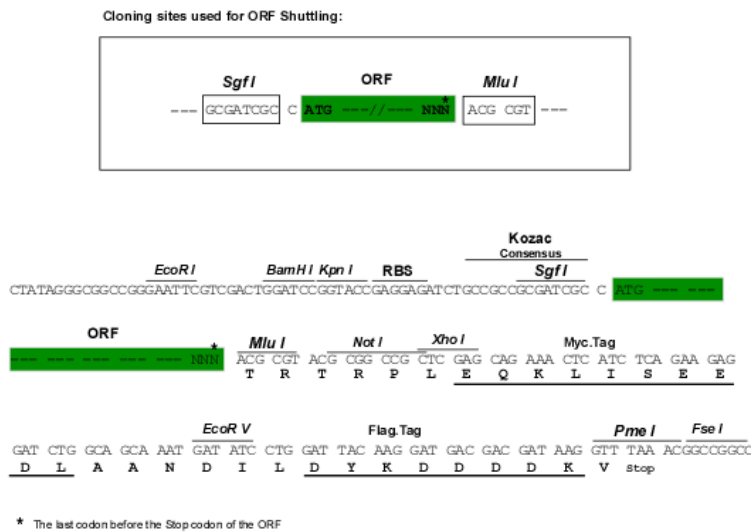 Cloning sites used for ORF Shuttling:
Sgf I ORF Mlu I
--- GCGATCGC C ATG ---//--- NNN* ACG CGT ---
Kozac
Consensus
EcoR I BamH I Kpn I RBS Sgf I
CTATAGGGCGGCCGGGAATTCGTCGACTGGATCCGGTACCGAGGAGATCTGCCGCCGCGATCGC C ATG --- ---
ORF
Mlu I Not I Xho I Myc.Tag
--- --- --- --- --- NNN* ACG CGT ACG CGG CCG CTC GAG CAG AAA CTC ATC TCA GAA GAG
T R T R P L E Q K L I S E E
EcoR V Flag.Tag Pme I Fse I
GAT CTG GCA GCA AAT GAT ATC CTG GAT TAC AAG GAT GAC GAC GAT AAG GTT TAA ACGGCCGGCC
D L A A N D I L D Y K D D D D K V Stop
* The last codon before the Stop codon of the ORF